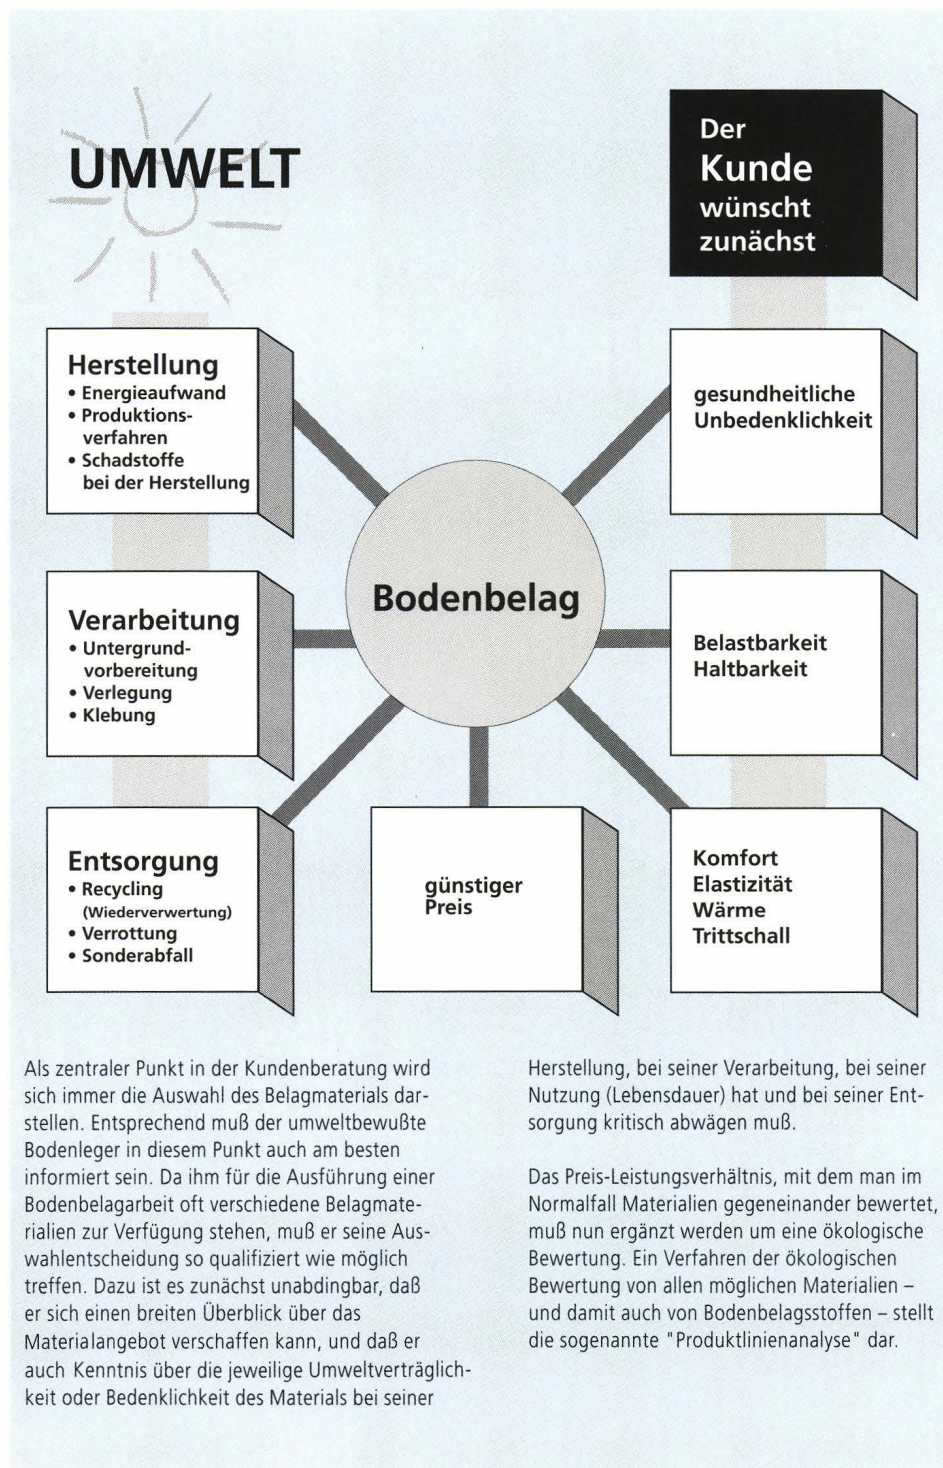 UMWELT
Der
Kunde
wünscht
zunächst
Herstellung
• Energieaufwand
• Produktions-
verfahren
• Schadstoffe
bei der Herstellung
gesundheitliche
Unbedenklichkeit
Bodenbelag
Verarbeitung
• Untergrund-
vorbereitung
• Verlegung
• Klebung
Belastbarkeit
Haltbarkeit
Entsorgung
• Recycling
(Wiederverwertung)
• Verrottung
• Sonderabfall
günstiger
Preis
Komfort
Elastizität
Wärme
Trittschall
Als zentraler Punkt in der Kundenberatung wird
sich immer die Auswahl des Belagmaterials dar-
stellen. Entsprechend muß der umweltbewußte
Bodenleger in diesem Punkt auch am besten
informiert sein. Da ihm für die Ausführung einer
Bodenbelagarbeit oft verschiedene Belagmate-
rialien zur Verfügung stehen, muß er seine Aus-
wahlentscheidung so qualifiziert wie möglich
treffen. Dazu ist es zunächst unabdingbar, daß
er sich einen breiten Überblick über das
Materialangebot verschaffen kann, und daß er
auch Kenntnis über die jeweilige Umweltverträglich-
keit oder Bedenklichkeit des Materials bei seiner
Herstellung, bei seiner Verarbeitung, bei seiner
Nutzung (Lebensdauer) hat und bei seiner Ent-
sorgung kritisch abwägen muß.
Das Preis-Leistungsverhältnis, mit dem man im
Normalfall Materialien gegeneinander bewertet,
muß nun ergänzt werden um eine ökologische
Bewertung. Ein Verfahren der ökologischen
Bewertung von allen möglichen Materialien –
und damit auch von Bodenbelagsstoffen – stellt
die sogenannte "Produktlinienanalyse" dar.